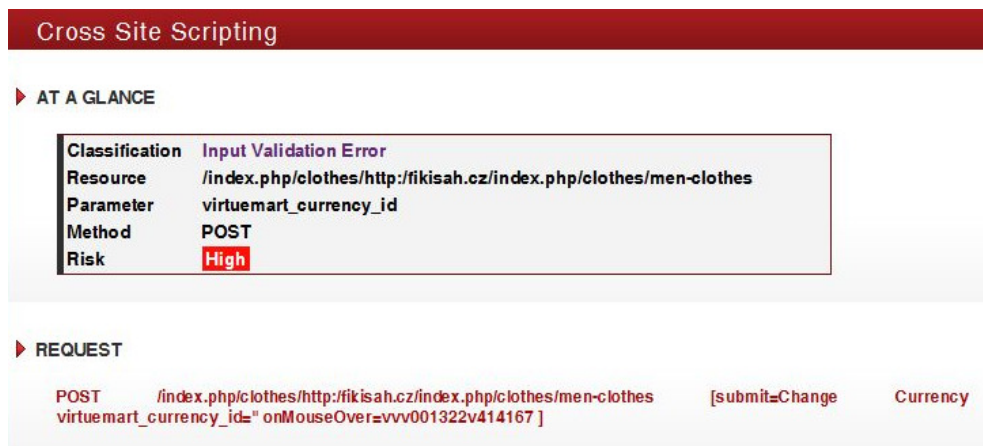 Cross Site Scripting
AT A GLANCE
Classification Input Validation Error
Resource /index.php/clothes/http:/fikisah.cz/index.php/clothes/men-clothes
Parameter virtuemart_currency_id
Method POST
Risk High
REQUEST
POST /index.php/clothes/http:/fikisah.cz/index.php/clothes/men-clothes [submit=Change Currency
virtuemart_currency_id=" onMouseOver=vvv001322v414167 ]